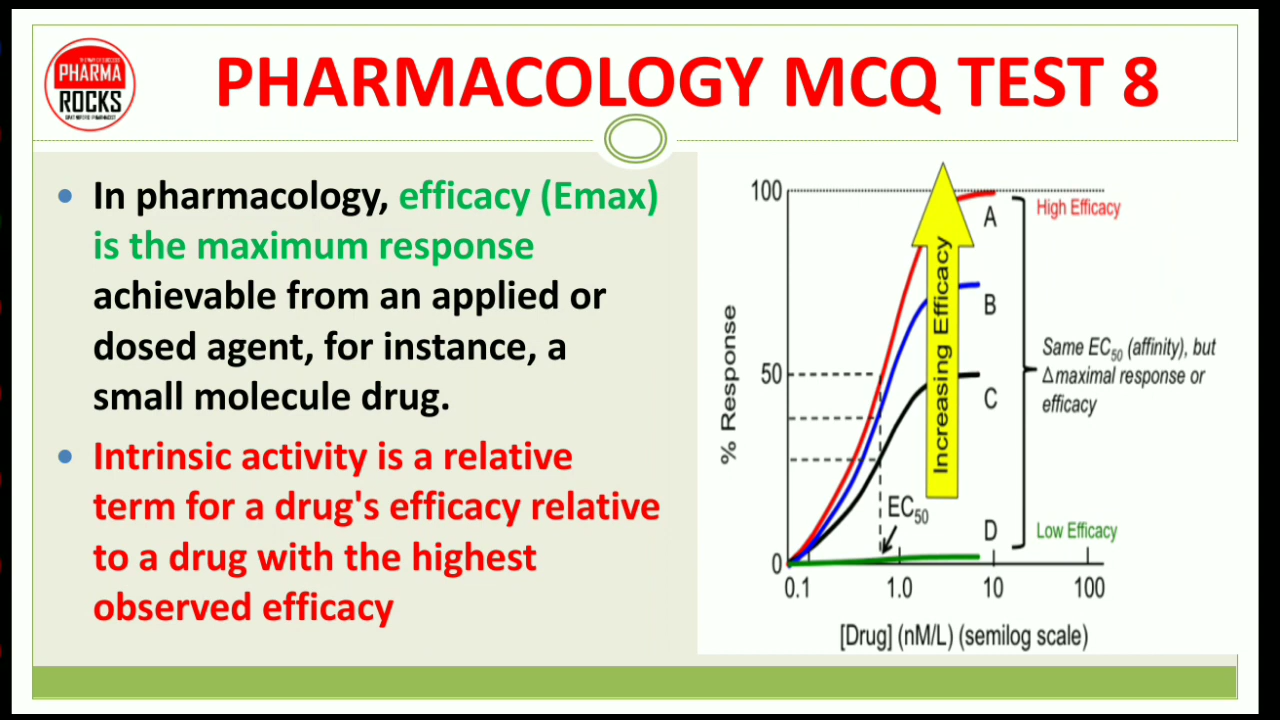 PHARMA
ROCKS
PHARMACOLOGY MCQ TEST 8
In pharmacology, efficacy (Emax)
is the maximum response
achievable from an applied or
dosed agent, for instance, a
small molecule drug.
Intrinsic activity is a relative
term for a drug's efficacy relative
to a drug with the highest
observed efficacy
% Response
100
50
0
Increasing Efficacy
A
B
C
D
EC50
High Efficacy
Same EC50 (affinity), but
Δmaximal response or
efficacy
Low Efficacy
0.1 1.0 10 100
[Drug] (nM/L) (semilog scale)